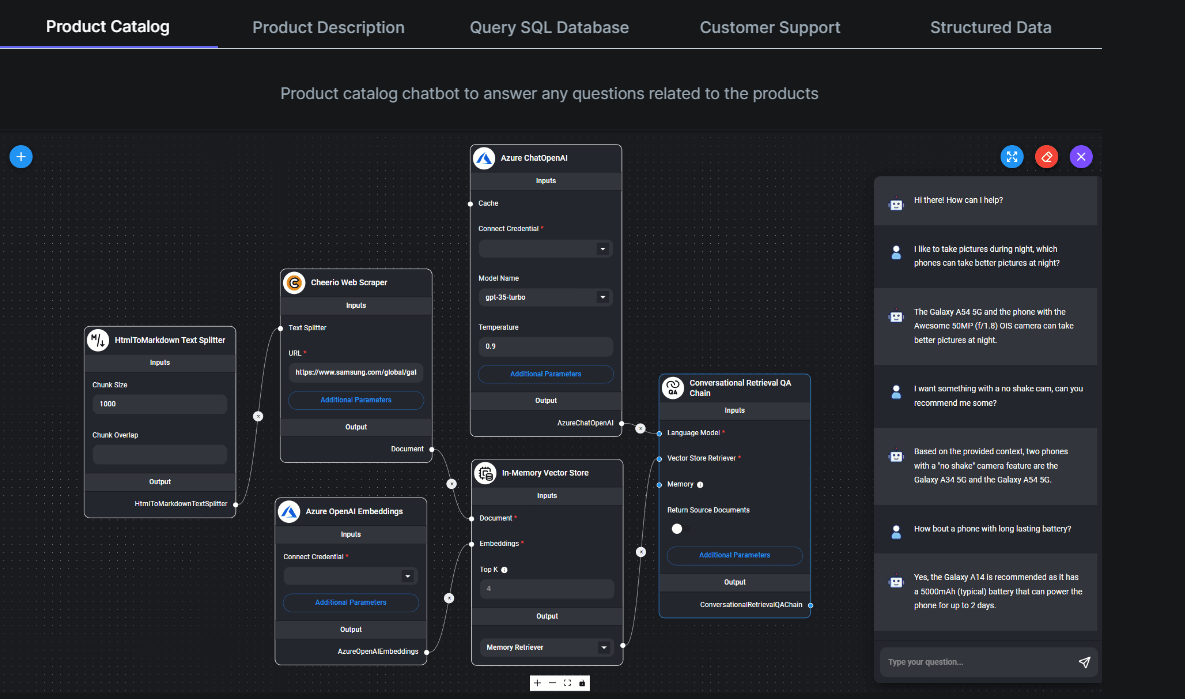 Product Catalog
Product Description
Query SQL Database
Customer Support
Structured Data
Product catalog chatbot to answer any questions related to the products
HtmlToMarkdown Text Splitter
Inputs
Chunk Size
1000
Chunk Overlap
Output
HtmlToMarkdownTextSplitter
Cheerio Web Scraper
Inputs
Text Splitter
URL *
https://www.samsung.com/global/gal
Additional Parameters
Output
Document
Azure OpenAI Embeddings
Inputs
Connect Credential *
Additional Parameters
Output
AzureOpenAIEmbeddings
Azure ChatOpenAI
Inputs
Cache
Connect Credential *
Model Name
gpt-35-turbo
Temperature
0.9
Additional Parameters
Output
AzureChatOpenAI
In-Memory Vector Store
Inputs
Document *
Embeddings *
Top K
4
Output
Memory Retriever
QA
Conversational Retrieval QA
Chain
Inputs
Language Model *
Vector Store Retriever *
Memory
Return Source Documents
Additional Parameters
Output
ConversationalRetrievalQAChain
Hi there! How can I help?
I like to take pictures during night, which
phones can take better pictures at night?
The Galaxy A54 5G and the phone with the
Awesome 50MP (f/1.8) OIS camera can take
better pictures at night.
I want something with a no shake cam, can you
recommend me some?
Based on the provided context, two phones
with a "no shake" camera feature are the
Galaxy A34 5G and the Galaxy A54 5G.
How bout a phone with long lasting battery?
Yes, the Galaxy A14 is recommended as it has
a 5000mAh (typical) battery that can power the
phone for up to 2 days.
Type your question...